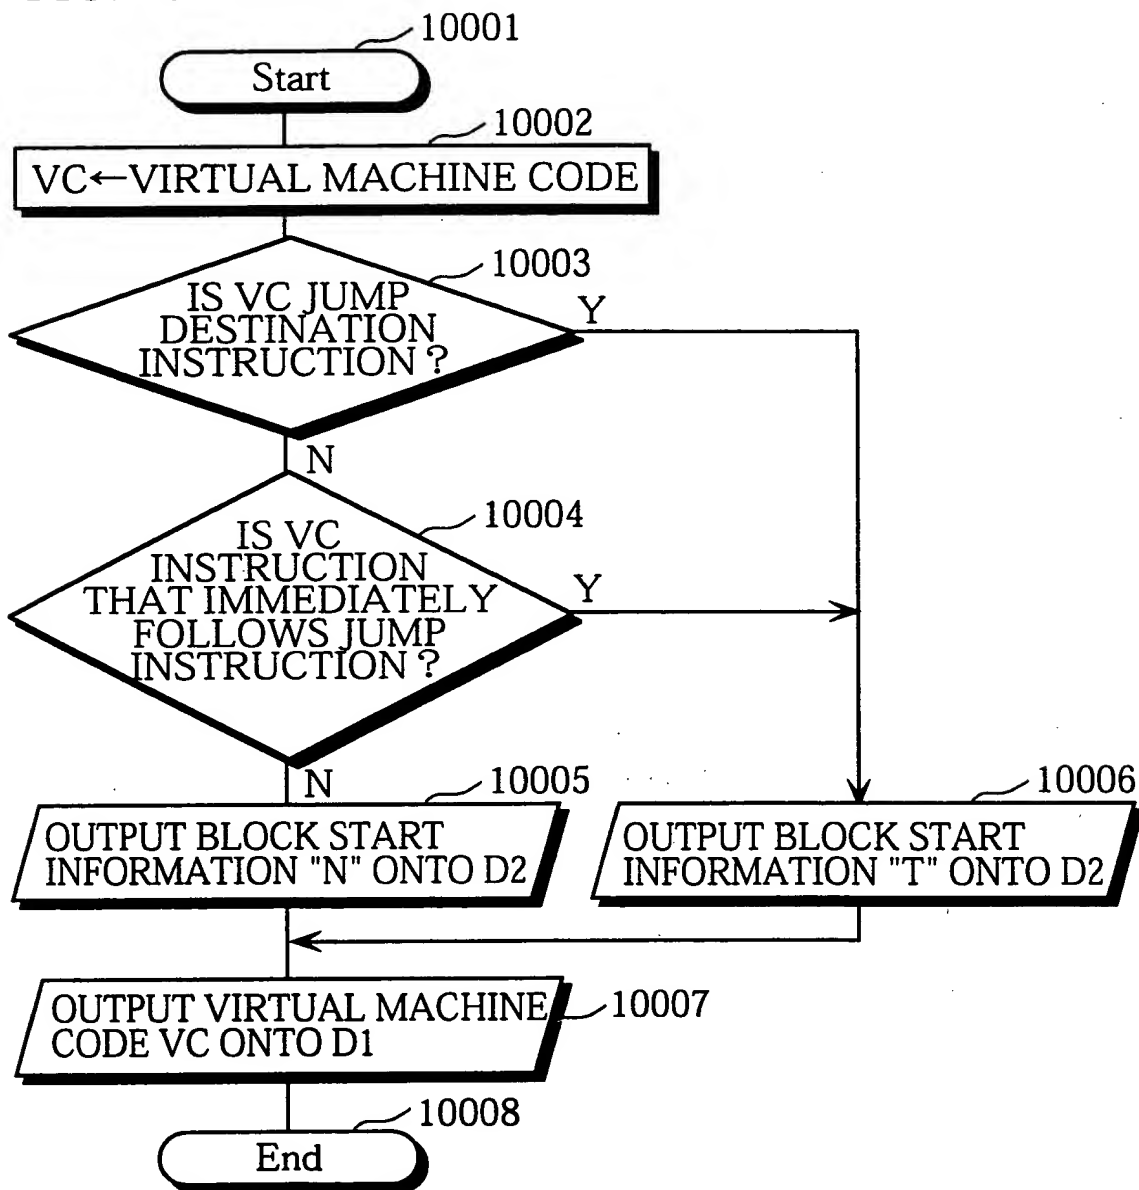 10001
Start
10002
VC←VIRTUAL MACHINE CODE
10003
IS VC JUMP
DESTINATION
INSTRUCTION ?
Y
N
10004
IS VC
INSTRUCTION
THAT IMMEDIATELY
FOLLOWS JUMP
INSTRUCTION ?
Y
N
10005
OUTPUT BLOCK START
INFORMATION "N" ONTO D2
10006
OUTPUT BLOCK START
INFORMATION "T" ONTO D2
10007
OUTPUT VIRTUAL MACHINE
CODE VC ONTO D1
10008
End